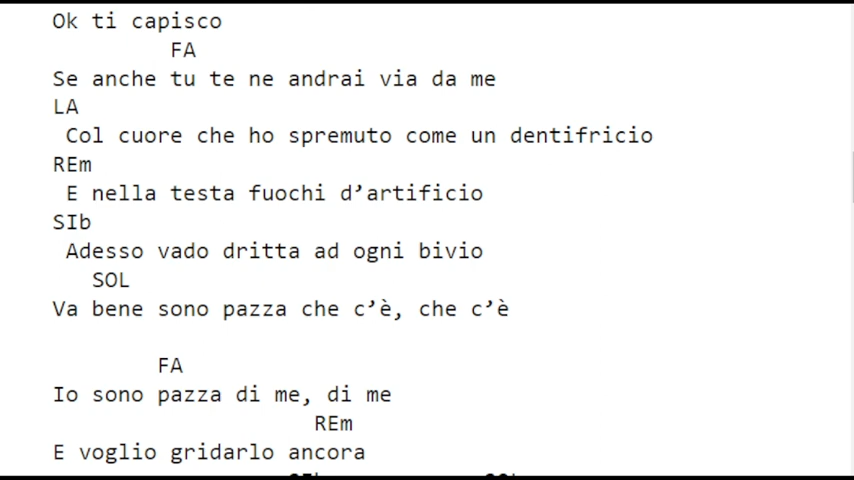 Ok ti capisco
FA
Se anche tu te ne andrai via da me
LA
Col cuore che ho spremuto come un dentifricio
REm
E nella testa fuochi d’artificio
SIb
Adesso vado dritta ad ogni bivio
SOL
Va bene sono pazza che c’è, che c’è
FA
Io sono pazza di me, di me
REm
E voglio gridarlo ancora